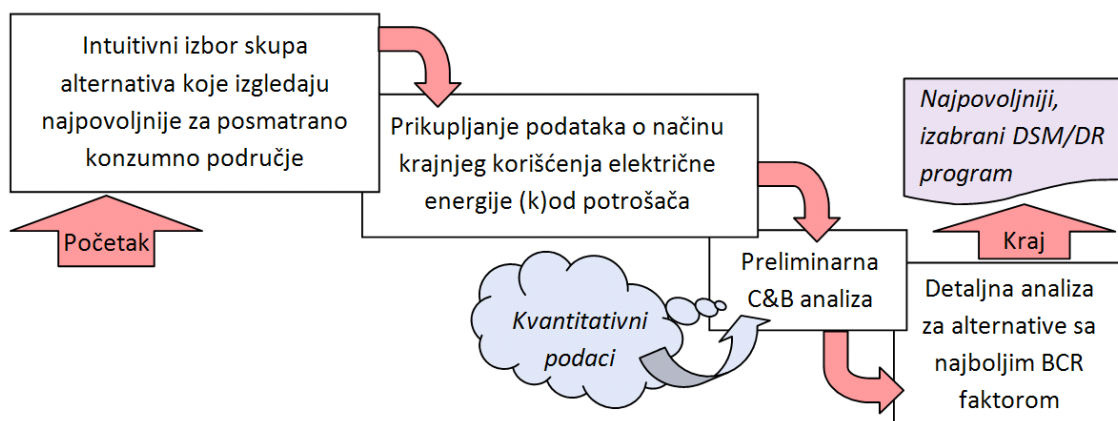 Intuitivni izbor skupa
alternativa koje izgledaju
najpovoljnije za posmatrano
konzumno područje
Početak
Prikupljanje podataka o načinu
krajnjeg korišćenja električne
energije (k)od potrošača
Kvantitativni
podaci
Preliminarna
C&B analiza
Detaljna analiza
za alternative sa
najboljim BCR
faktorom
Kraj
Najpovoljniji,
izabrani DSM/DR
program